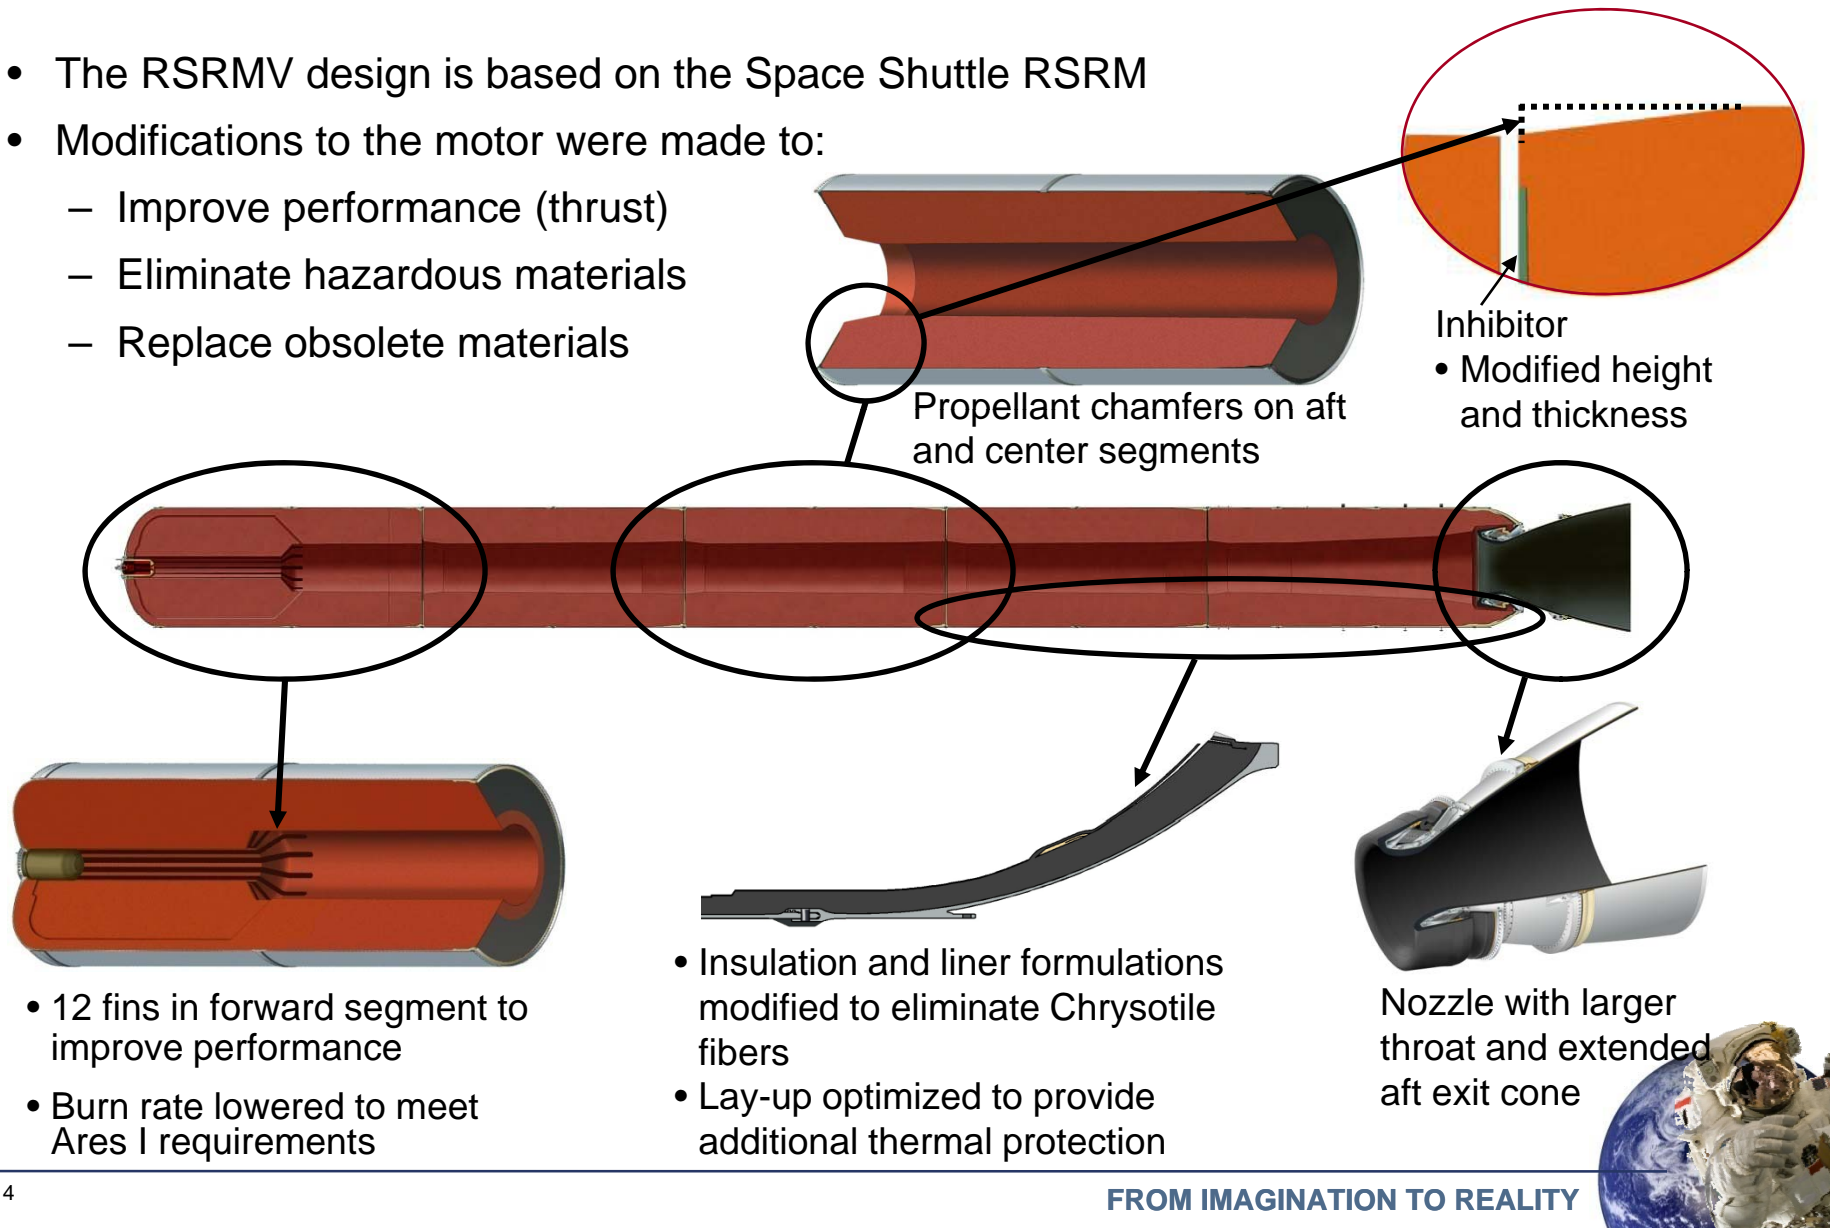 • The RSRMV design is based on the Space Shuttle RSRM
• Modifications to the motor were made to:
– Improve performance (thrust)
– Eliminate hazardous materials
– Replace obsolete materials
Inhibitor
• Modified height
and thickness
Propellant chamfers on aft
and center segments
• 12 fins in forward segment to
improve performance
• Burn rate lowered to meet
Ares I requirements
• Insulation and liner formulations
modified to eliminate Chrysotile
fibers
• Lay-up optimized to provide
additional thermal protection
Nozzle with larger
throat and extended
aft exit cone
4
FROM IMAGINATION TO REALITY